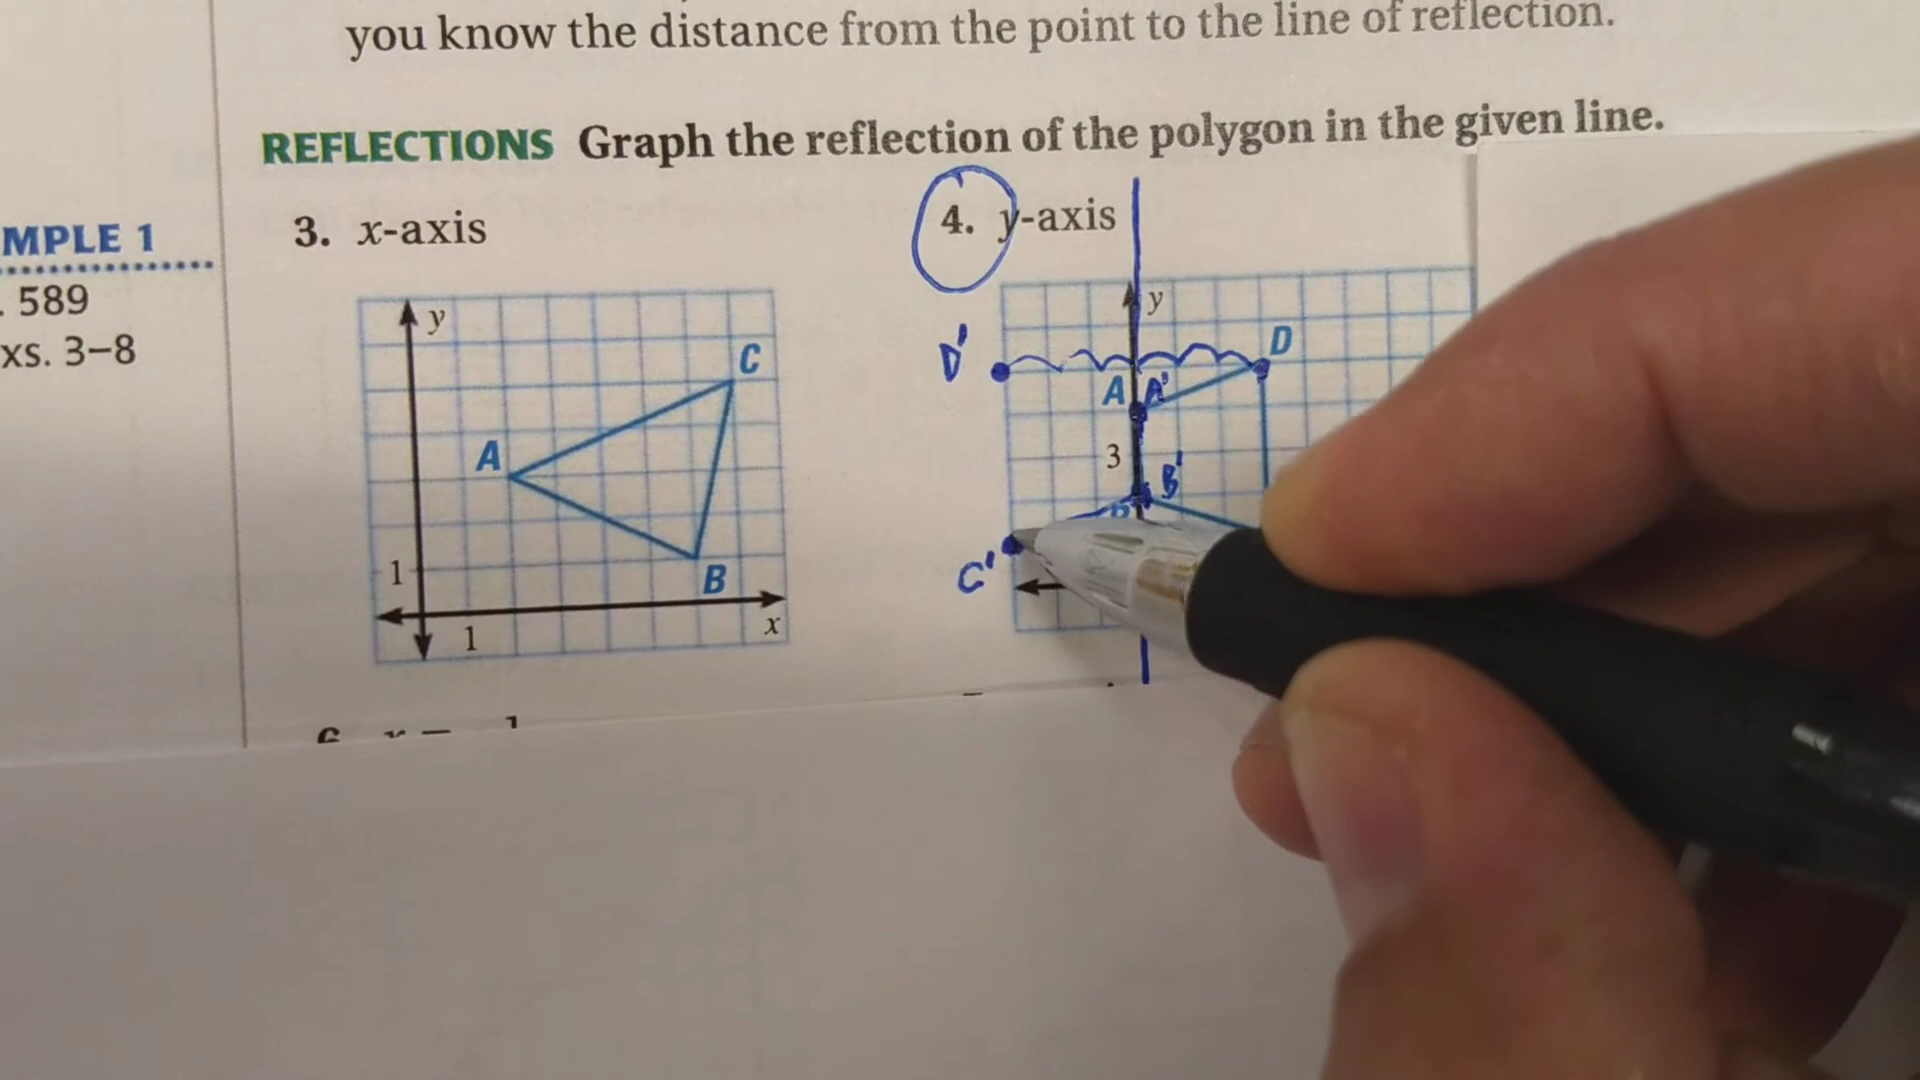 you know the distance from the point to the line of reflection.
REFLECTIONS Graph the reflection of the polygon in the given line.
MPLE 1
. 589
xs. 3–8
3. x-axis
y
C
A
B
1
1
x
4. y-axis
y
D'
D
A
A'
3
B'
C'